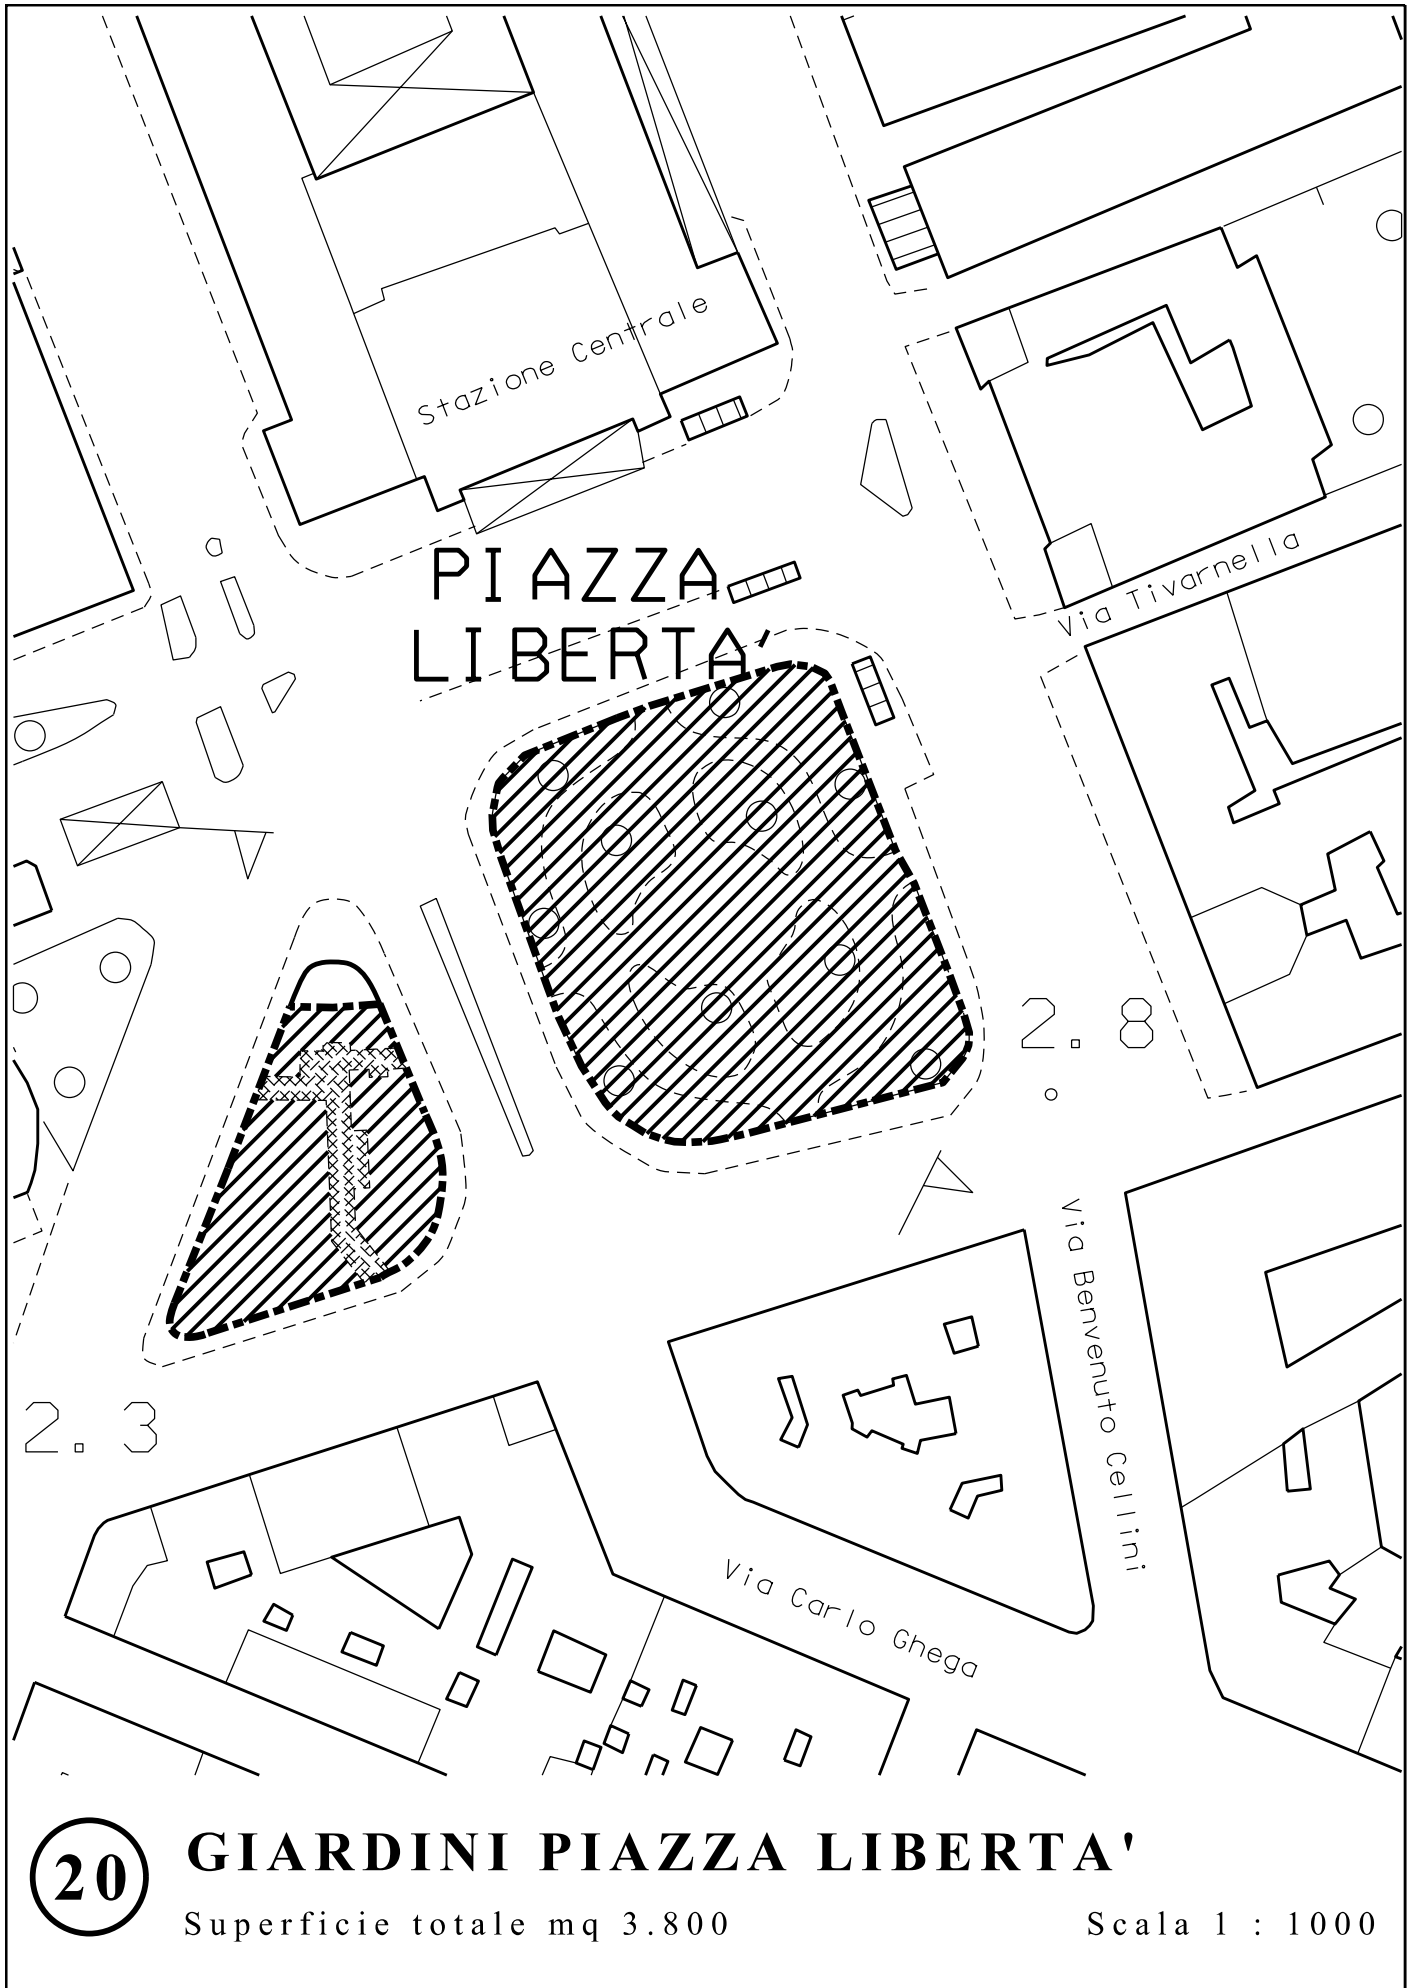 Stazione Centrale
PIAZZA
LIBERTA'
Via Tivarnella
2.8
Via Benvenuto Cellini
2.3
Via Carlo Ghega
20
GIARDINI PIAZZA LIBERTA'
Superficie totale mq 3.800
Scala 1 : 1000